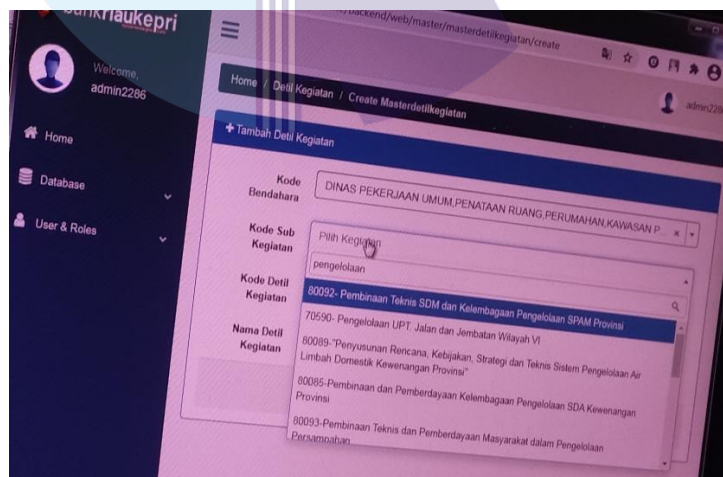 bankriaukepri
/backend/web/master/masterdetilkegiatan/create
Welcome,
admin2286
Home
Database
User & Roles
Home / Detil Kegiatan / Create Masterdetilkegiatan
+ Tambah Detil Kegiatan
Kode Bendahara
DINAS PEKERJAAN UMUM,PENATAAN RUANG,PERUMAHAN,KAWASAN P...
Kode Sub Kegiatan
Pilih Kegiatan
pengelolaan
Kode Detil Kegiatan
80092- Pembinaan Teknis SDM dan Kelembagaan Pengelolaan SPAM Provinsi
70590- Pengelolaan UPT. Jalan dan Jembatan Wilayah VI
Nama Detil Kegiatan
80089-"Penyusunan Rencana, Kebijakan, Strategi dan Teknis Sistem Pengelolaan Air
Limbah Domestik Kewenangan Provinsi"
80085-Pembinaan dan Pemberdayaan Kelembagaan Pengelolaan SDA Kewenangan
Provinsi
80093-Pembinaan Teknis dan Pemberdayaan Masyarakat dalam Pengelolaan
Persampahan